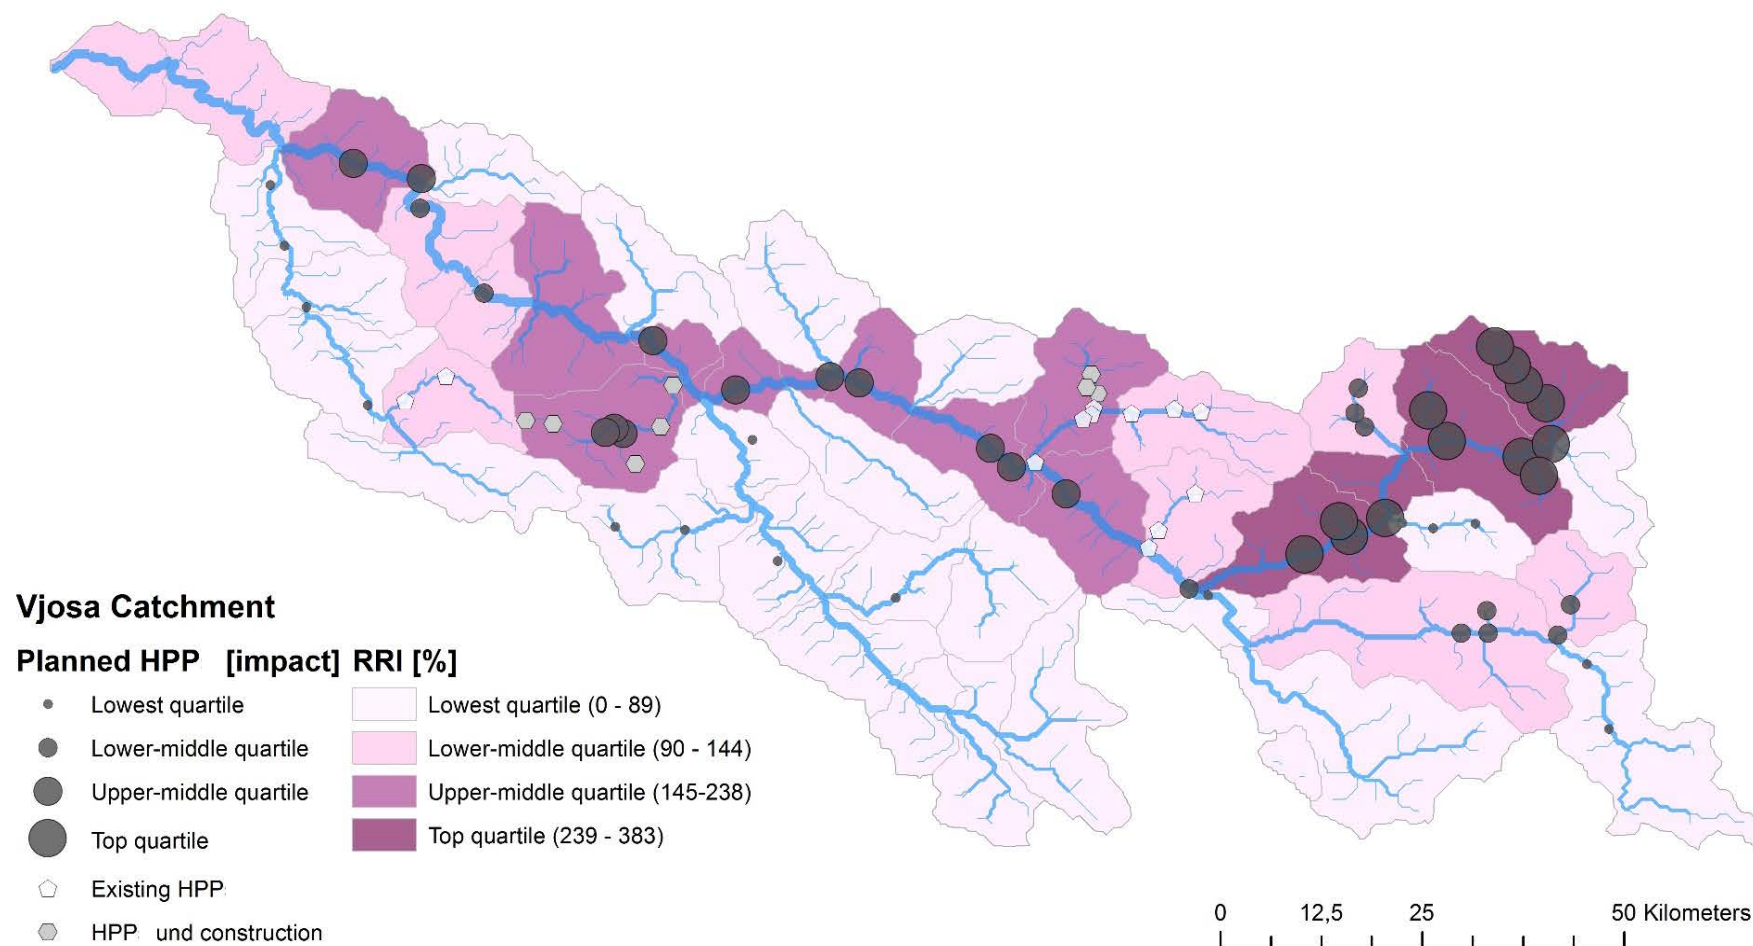 Vjosa Catchment
Planned HPP [impact] RRI [%]
Lowest quartile Lowest quartile (0 - 89)
Lower-middle quartile Lower-middle quartile (90 - 144)
Upper-middle quartile Upper-middle quartile (145-238)
Top quartile Top quartile (239 - 383)
Existing HPP
HPP und construction
0 12,5 25 50 Kilometers